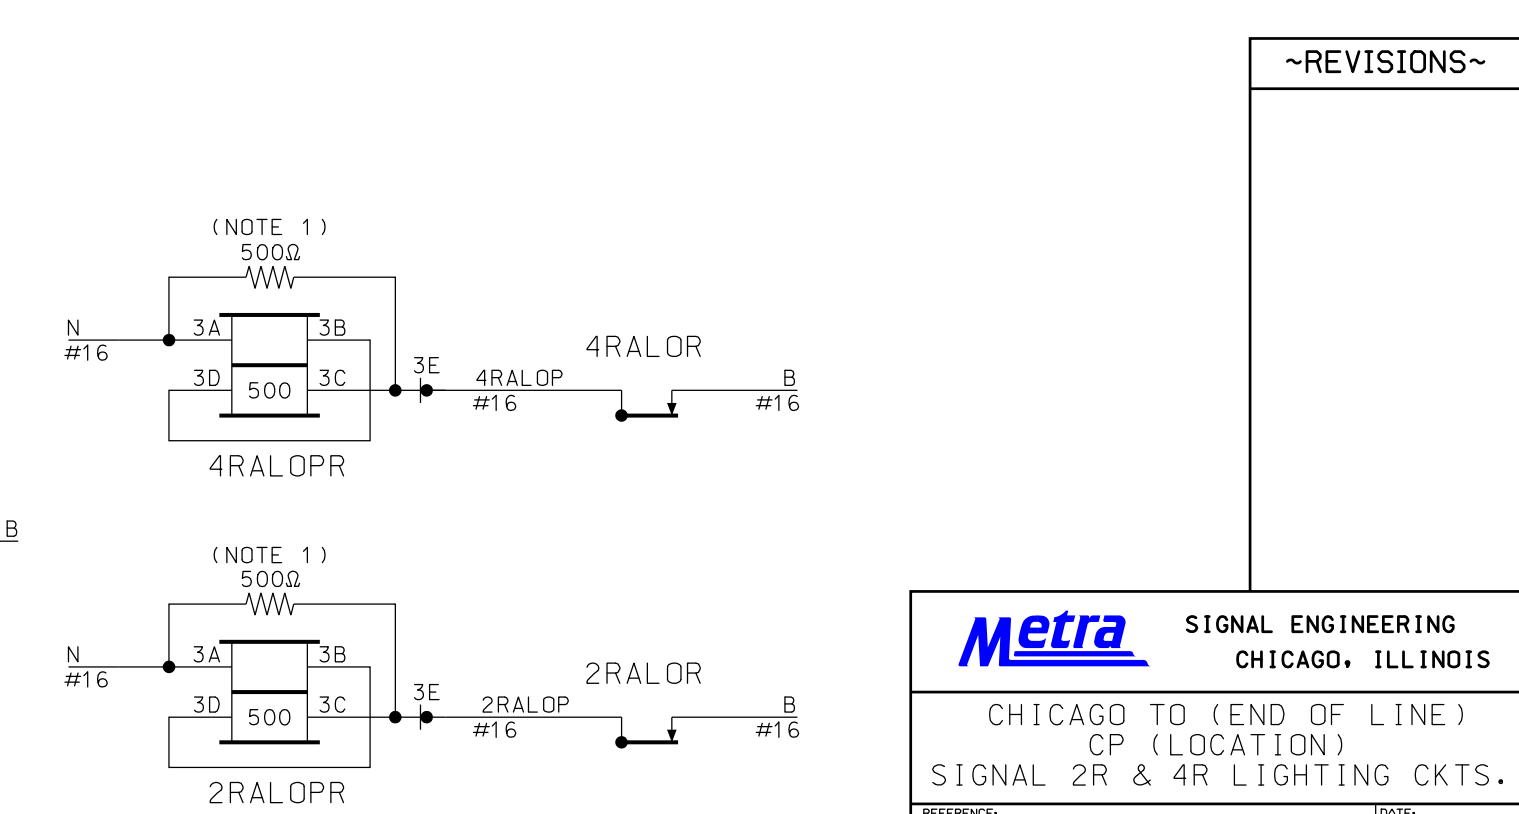 ~REVISIONS~
(NOTE 1)
500Ω
N
3A
3B
#16
4RALOR
3E
3D
500
3C
4RALOP
B
#16
#16
4RALOPR
B
(NOTE 1)
500Ω
N
3A
3B
#16
2RALOR
3E
3D
500
3C
2RALOP
B
#16
#16
2RALOPR
Metra
SIGNAL ENGINEERING
CHICAGO, ILLINOIS
CHICAGO TO (END OF LINE)
CP (LOCATION)
SIGNAL 2R & 4R LIGHTING CKTS.
REFERENCE:
DATE: